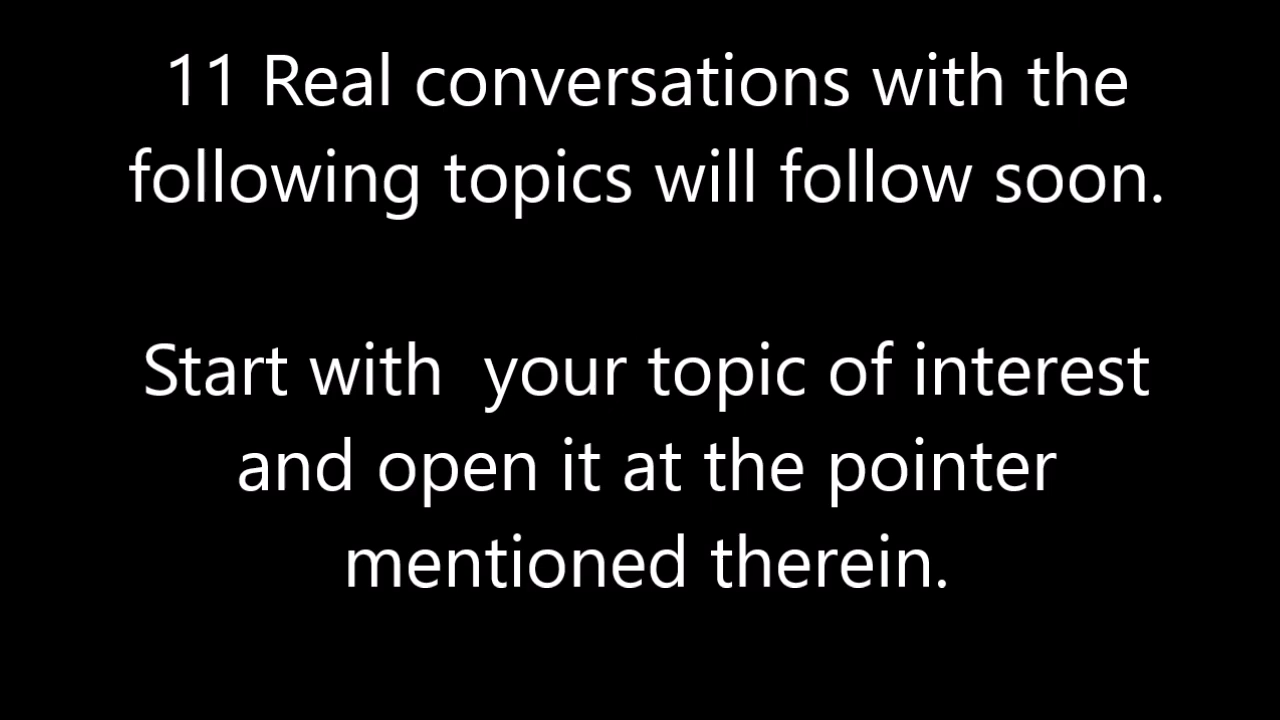 11 Real conversations with the
following topics will follow soon.
Start with  your topic of interest
and open it at the pointer
mentioned therein.